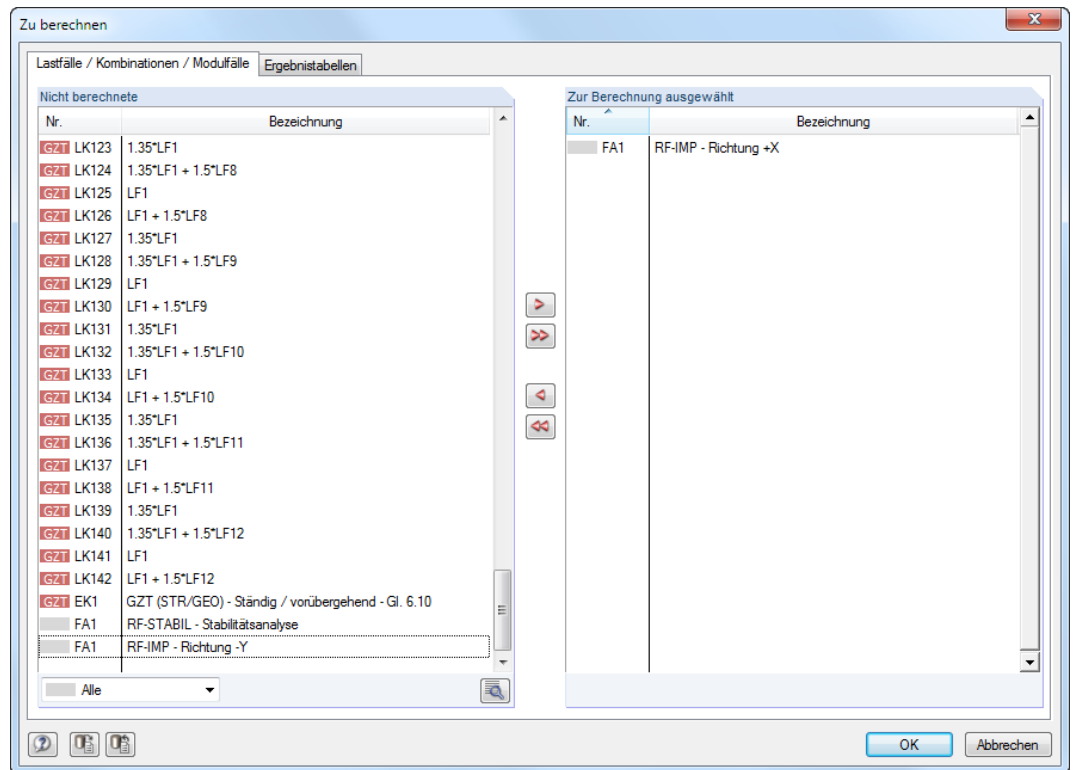 Zu berechnen
Lastfälle / Kombinationen / Modulfälle Ergebnistabellen
Nicht berechnete
Nr. Bezeichnung
GZT LK123 1.35*LF1
GZT LK124 1.35*LF1 + 1.5*LF8
GZT LK125 LF1
GZT LK126 LF1 + 1.5*LF8
GZT LK127 1.35*LF1
GZT LK128 1.35*LF1 + 1.5*LF9
GZT LK129 LF1
GZT LK130 LF1 + 1.5*LF9
GZT LK131 1.35*LF1
GZT LK132 1.35*LF1 + 1.5*LF10
GZT LK133 LF1
GZT LK134 LF1 + 1.5*LF10
GZT LK135 1.35*LF1
GZT LK136 1.35*LF1 + 1.5*LF11
GZT LK137 LF1
GZT LK138 LF1 + 1.5*LF11
GZT LK139 1.35*LF1
GZT LK140 1.35*LF1 + 1.5*LF12
GZT LK141 LF1
GZT LK142 LF1 + 1.5*LF12
GZT EK1 GZT (STR/GEO) - Ständig / vorübergehend - Gl. 6.10
FA1 RF-STABIL - Stabilitätsanalyse
FA1 RF-IMP - Richtung -Y
Alle
Zur Berechnung ausgewählt
Nr. Bezeichnung
FA1 RF-IMP - Richtung +X
OK Abbrechen